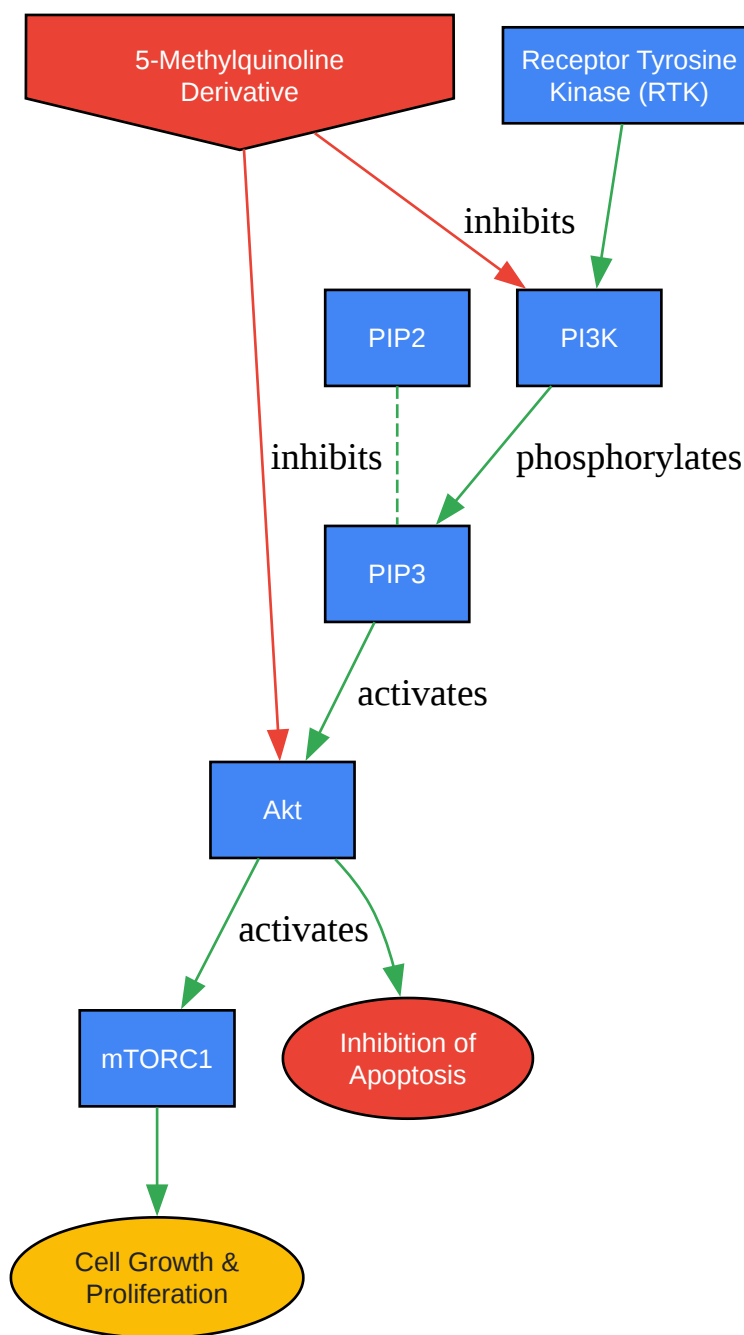 5-Methylquinoline
Derivative
Receptor Tyrosine
Kinase (RTK)
inhibits
PIP2
PI3K
inhibits
phosphorylates
PIP3
activates
Akt
activates
mTORC1
Inhibition of
Apoptosis
Cell Growth &
Proliferation